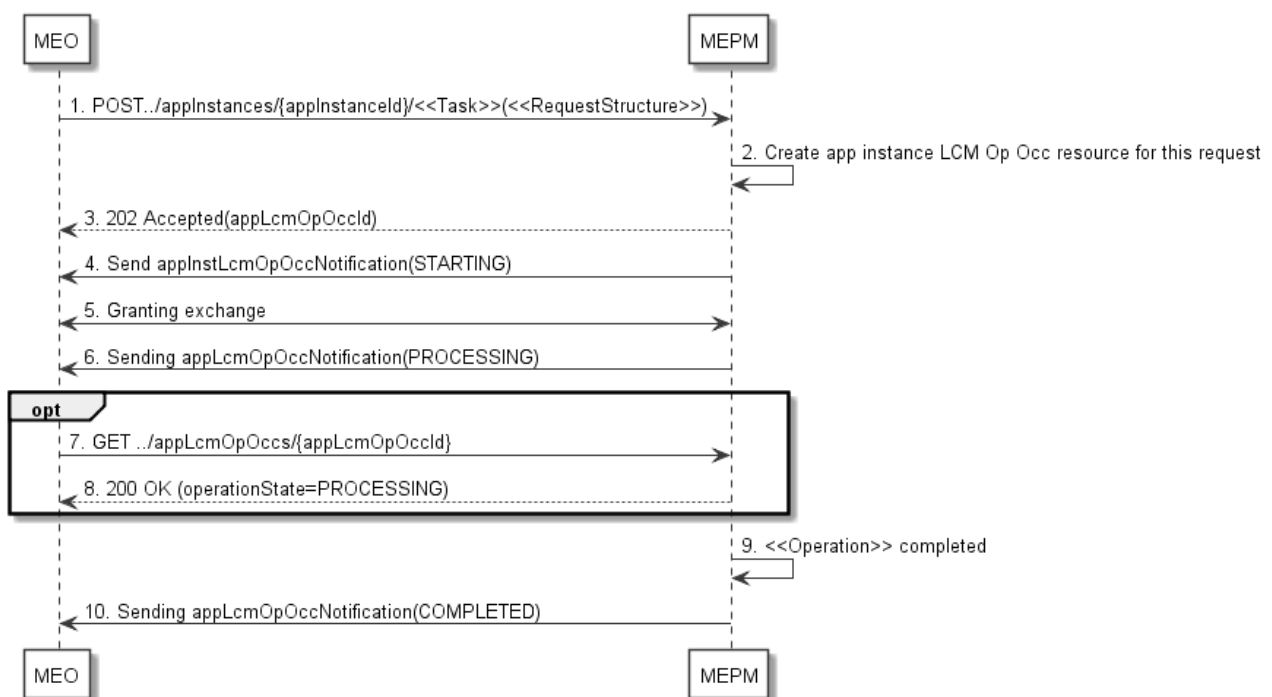 MEO MEPM
1. POST../appInstances/{appInstanceId}/<<Task>>(<<RequestStructure>>)
2. Create app instance LCM Op Occ resource for this request
3. 202 Accepted(appLcmOpOccId)
4. Send appInstLcmOpOccNotification(STARTING)
5. Granting exchange
6. Sending appLcmOpOccNotification(PROCESSING)
opt
7. GET ../appLcmOpOccs/{appLcmOpOccId}
8. 200 OK (operationState=PROCESSING)
9. <<Operation>> completed
10. Sending appLcmOpOccNotification(COMPLETED)
MEO MEPM